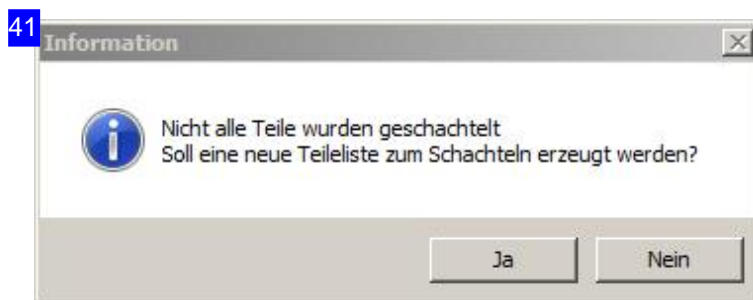 41
Information
Nicht alle Teile wurden geschachtelt
Soll eine neue Teileliste zum Schachteln erzeugt werden?
Ja
Nein